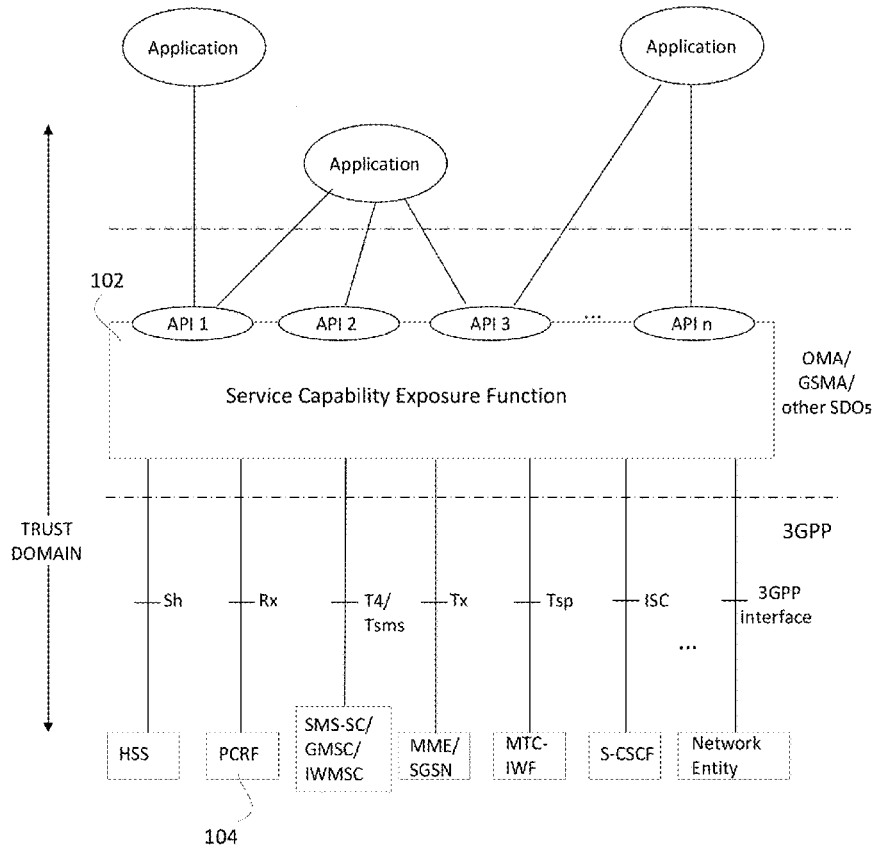 Application
Application
Application
102
API 1
API 2
API 3
...
API n
Service Capability Exposure Function
OMA/
GSMA/
other SDOs
TRUST
DOMAIN
3GPP
Sh
Rx
T4/
Tsms
Tx
Tsp
ISC
3GPP
interface
...
HSS
PCRF
SMS-SC/
GMSC/
IWMSC
MME/
SGSN
MTC-
IWF
S-CSCF
Network
Entity
104